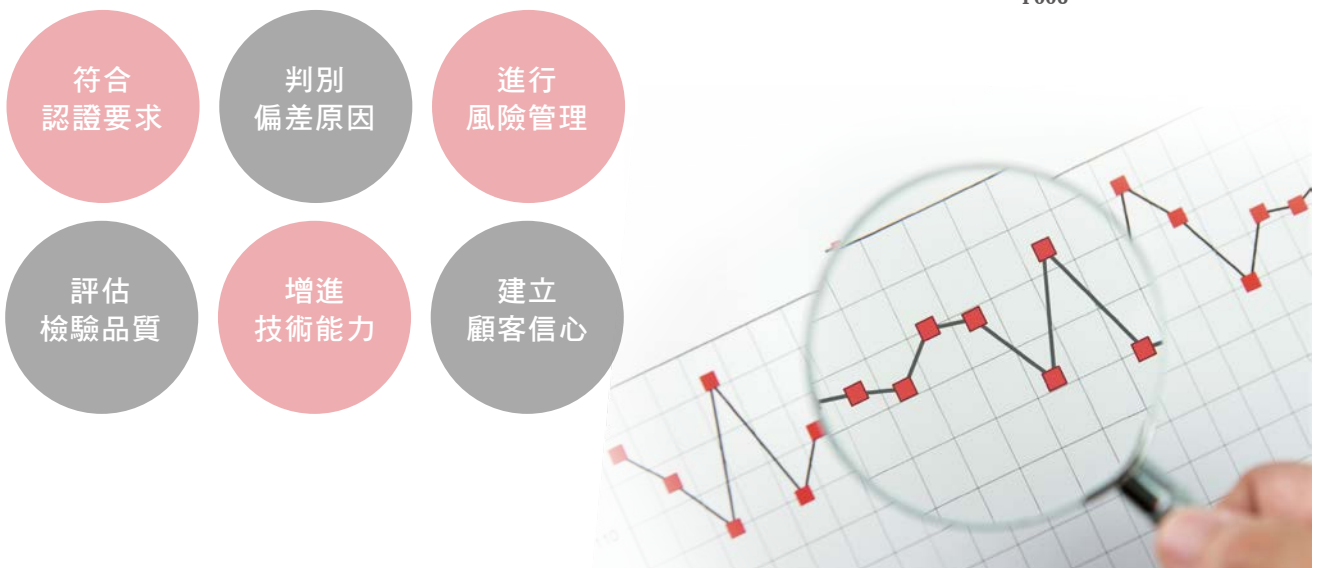 符合
認證要求
判別
偏差原因
進行
風險管理
評估
檢驗品質
增進
技術能力
建立
顧客信心